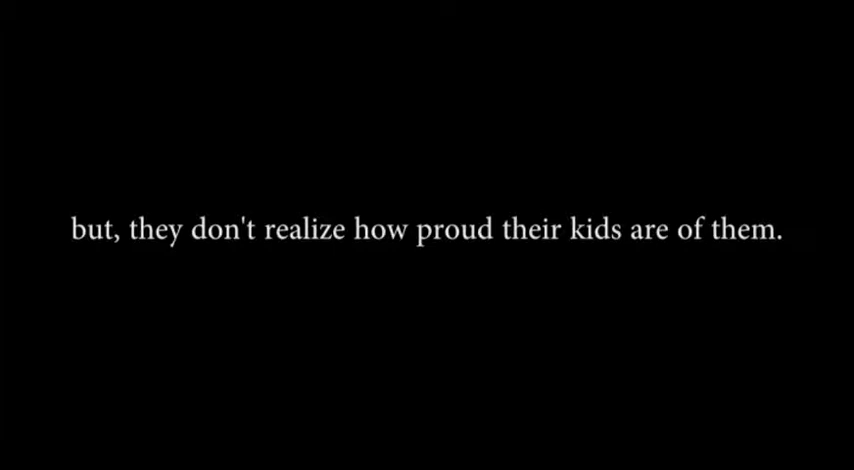 but, they don't realize how proud their kids are of them.